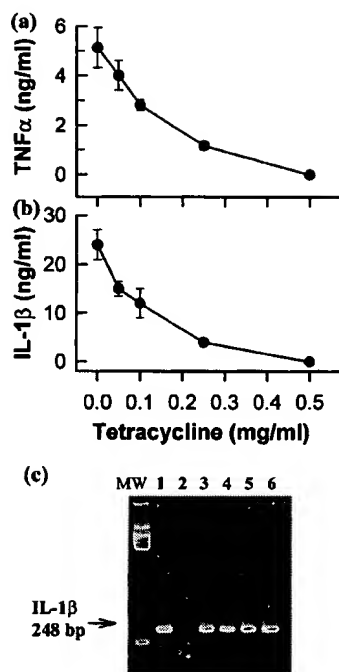 (a)
TNFα (ng/ml)
6
4
2
0
(b)
IL-1β (ng/ml)
30
20
10
0
0.0 0.1 0.2 0.3 0.4 0.5
Tetracycline (mg/ml)
(c)
MW 1 2 3 4 5 6
IL-1β
248 bp